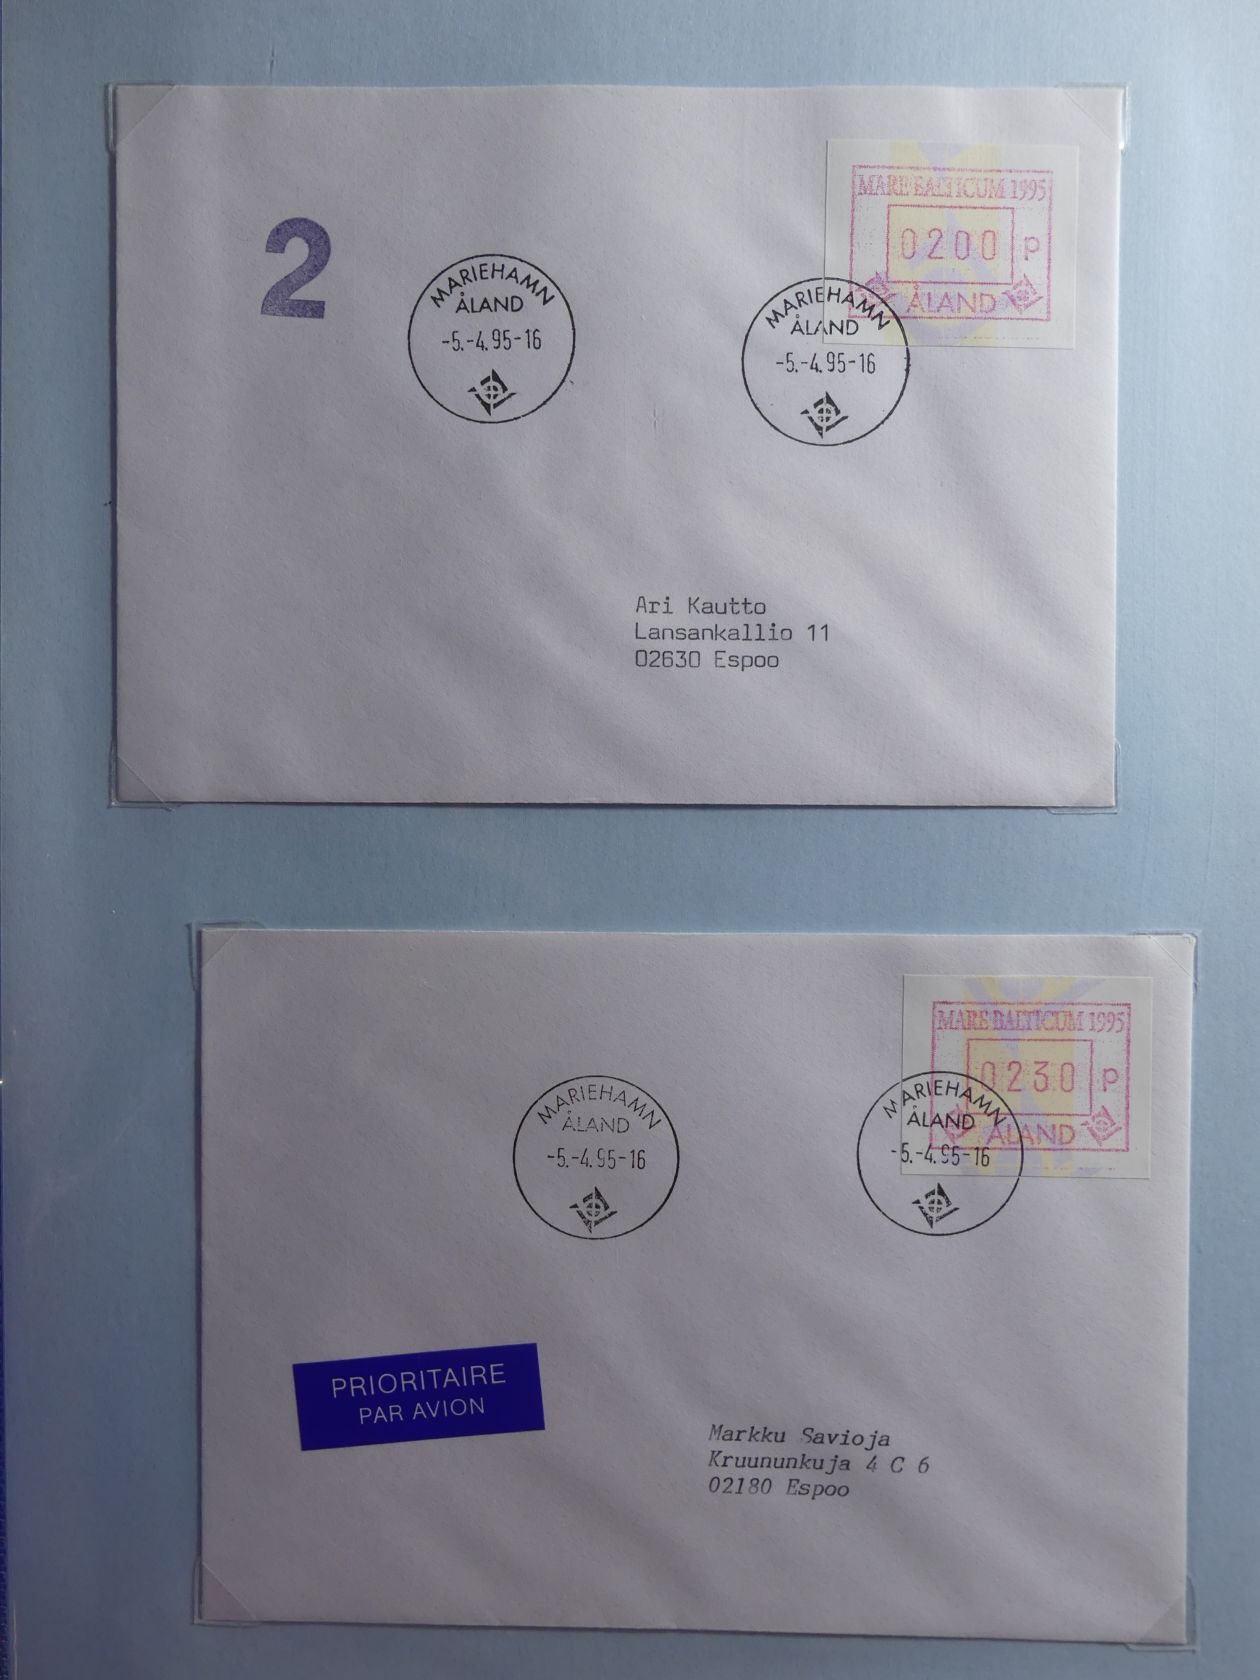 MARE BALTICUM 1995
0200 p
ÅLAND
2
MARIEHAMN
ÅLAND
-5.-4.95-16
MARIEHAMN
ÅLAND
-5.-4.95-16
Ari Kautto
Lansankallio 11
02630 Espoo
MARE BALTICUM 1995
0230 p
ÅLAND
MARIEHAMN
ÅLAND
-5.-4.95-16
MARIEHAMN
ÅLAND
-5.-4.95-16
PRIORITAIRE
PAR AVION
Markku Savioja
Kruununkuja 4 C 6
02180 Espoo